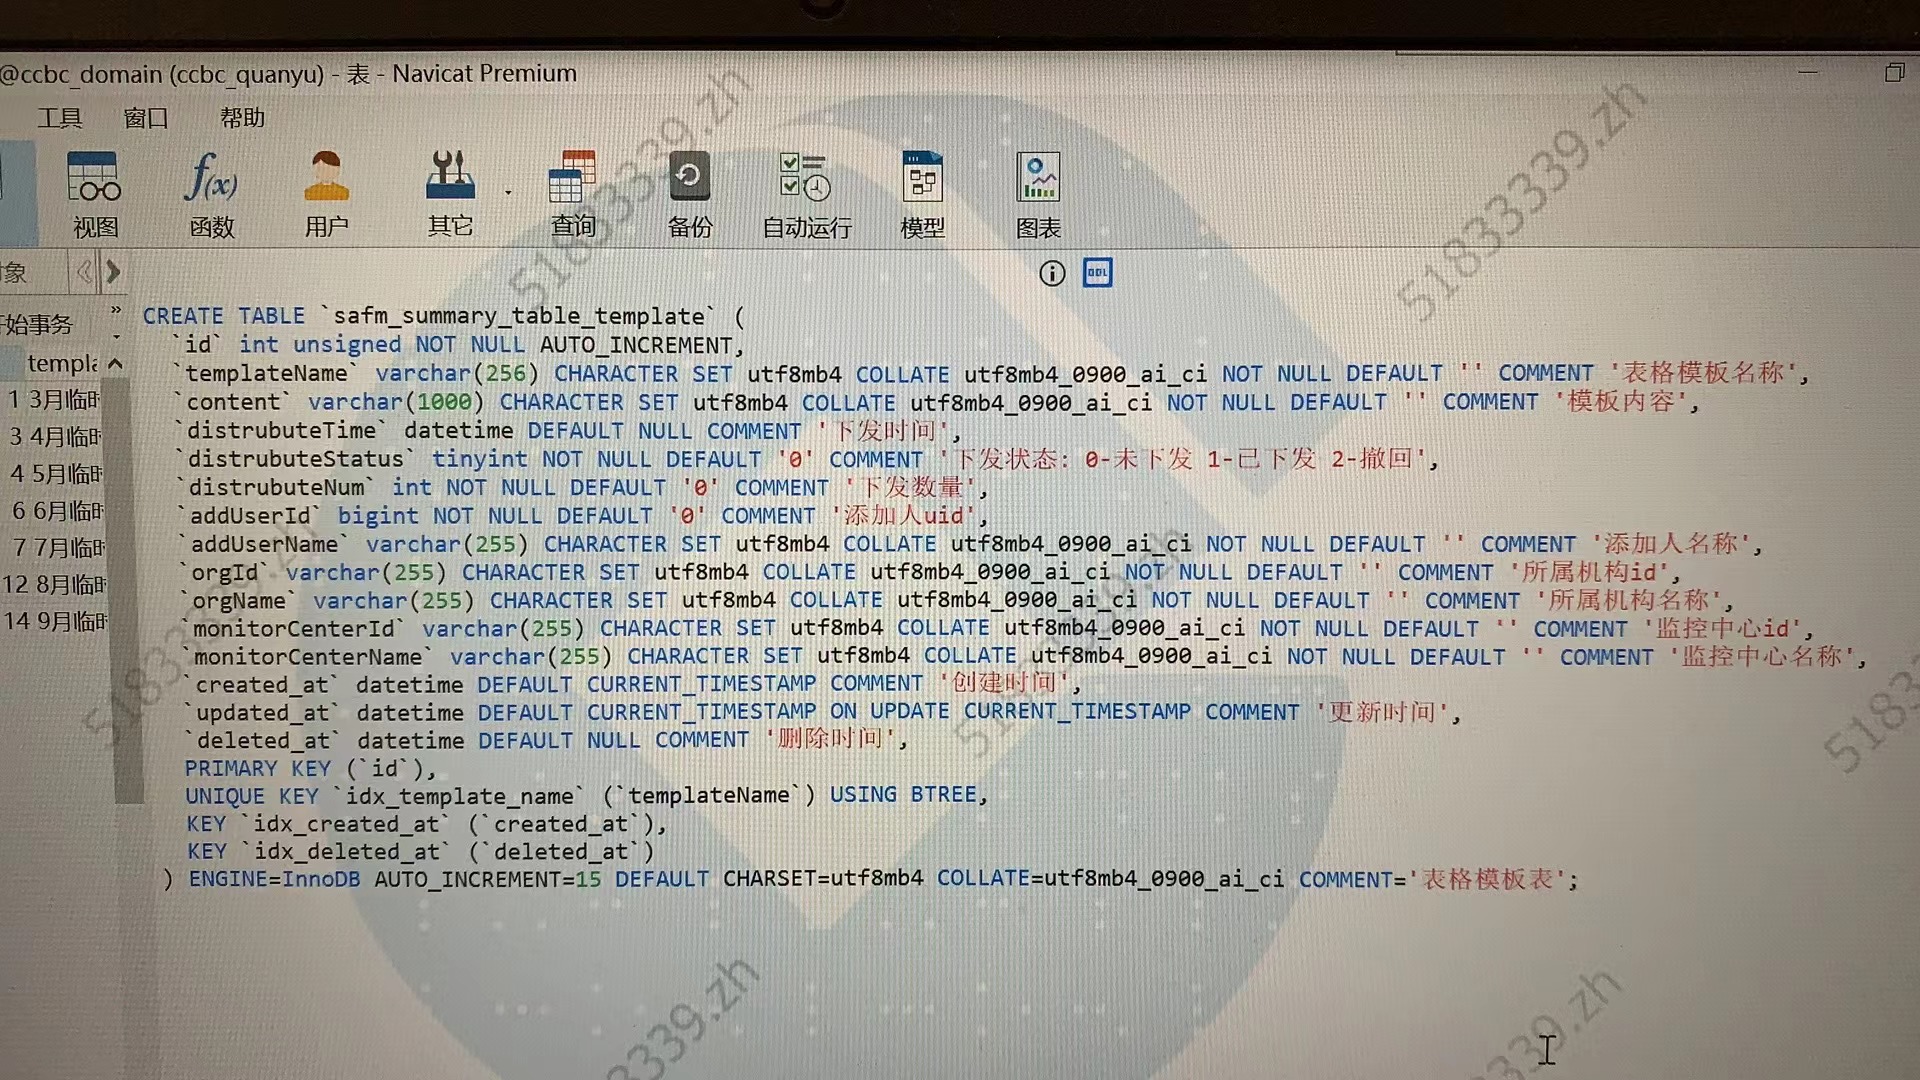 @ccbc_domain (ccbc_quanyu) - 表 - Navicat Premium
工具 窗口 帮助
视图 函数 用户 其它 查询 备份 自动运行 模型 图表
象
DDL
始事务
templa
1 3月临时
3 4月临时
4 5月临时
6 6月临时
7 7月临时
12 8月临时
14 9月临时
CREATE TABLE `safm_summary_table_template` (
`id` int unsigned NOT NULL AUTO_INCREMENT,
`templateName` varchar(256) CHARACTER SET utf8mb4 COLLATE utf8mb4_0900_ai_ci NOT NULL DEFAULT '' COMMENT '表格模板名称',
`content` varchar(1000) CHARACTER SET utf8mb4 COLLATE utf8mb4_0900_ai_ci NOT NULL DEFAULT '' COMMENT '模板内容',
`distrubuteTime` datetime DEFAULT NULL COMMENT '下发时间',
`distrubuteStatus` tinyint NOT NULL DEFAULT '0' COMMENT '下发状态: 0-未下发 1-已下发 2-撤回',
`distrubuteNum` int NOT NULL DEFAULT '0' COMMENT '下发数量',
`addUserId` bigint NOT NULL DEFAULT '0' COMMENT '添加人uid',
`addUserName` varchar(255) CHARACTER SET utf8mb4 COLLATE utf8mb4_0900_ai_ci NOT NULL DEFAULT '' COMMENT '添加人名称',
`orgId` varchar(255) CHARACTER SET utf8mb4 COLLATE utf8mb4_0900_ai_ci NOT NULL DEFAULT '' COMMENT '所属机构id',
`orgName` varchar(255) CHARACTER SET utf8mb4 COLLATE utf8mb4_0900_ai_ci NOT NULL DEFAULT '' COMMENT '所属机构名称',
`monitorCenterId` varchar(255) CHARACTER SET utf8mb4 COLLATE utf8mb4_0900_ai_ci NOT NULL DEFAULT '' COMMENT '监控中心id',
`monitorCenterName` varchar(255) CHARACTER SET utf8mb4 COLLATE utf8mb4_0900_ai_ci NOT NULL DEFAULT '' COMMENT '监控中心名称',
`created_at` datetime DEFAULT CURRENT_TIMESTAMP COMMENT '创建时间',
`updated_at` datetime DEFAULT CURRENT_TIMESTAMP ON UPDATE CURRENT_TIMESTAMP COMMENT '更新时间',
`deleted_at` datetime DEFAULT NULL COMMENT '删除时间',
PRIMARY KEY (`id`),
UNIQUE KEY `idx_template_name` (`templateName`) USING BTREE,
KEY `idx_created_at` (`created_at`),
KEY `idx_deleted_at` (`deleted_at`)
) ENGINE=InnoDB AUTO_INCREMENT=15 DEFAULT CHARSET=utf8mb4 COLLATE=utf8mb4_0900_ai_ci COMMENT='表格模板表';
5183339.zh
5183339.zh
5183339.zh